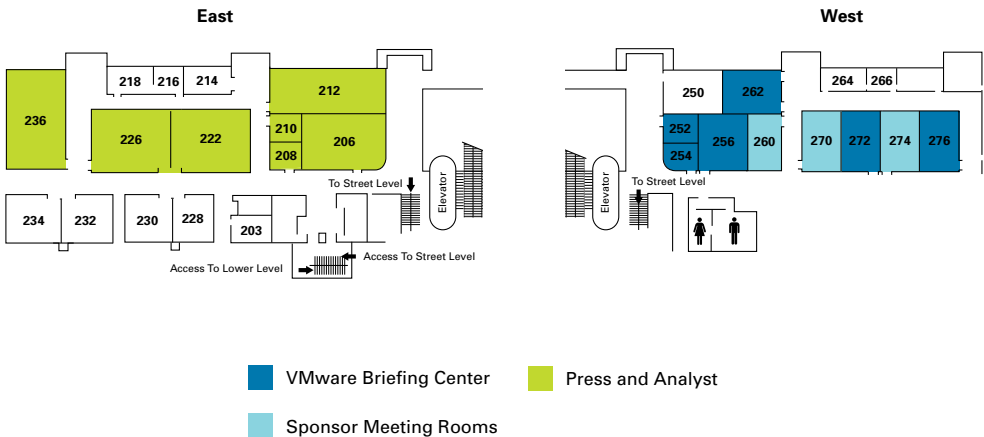 East
West
218
216
214
212
236
226
222
210
208
206
250
262
264
266
252
254
256
260
270
272
274
276
To Street Level
Elevator
Elevator
To Street Level
234
232
230
228
203
Access To Street Level
Access To Lower Level
VMware Briefing Center
Press and Analyst
Sponsor Meeting Rooms